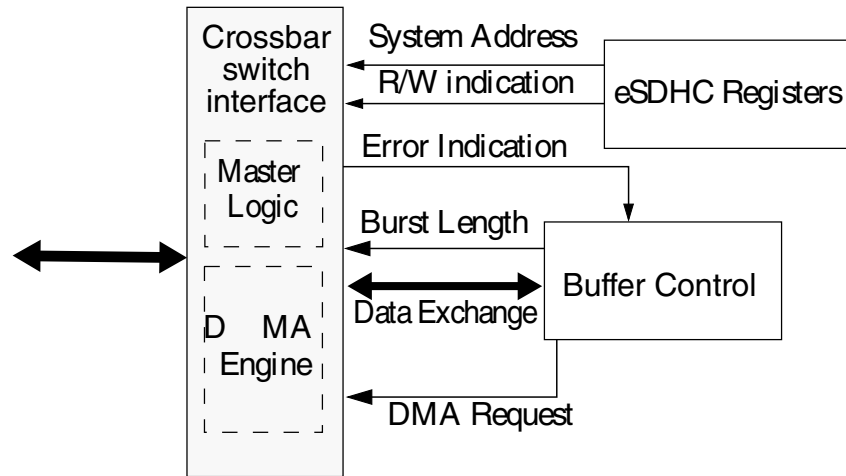 Crossbar
switch
interface
System Address
R/W indication
eSDHC Registers
Master
Logic
Error Indication
Burst Length
Buffer Control
Data Exchange
D MA
Engine
DMA Request